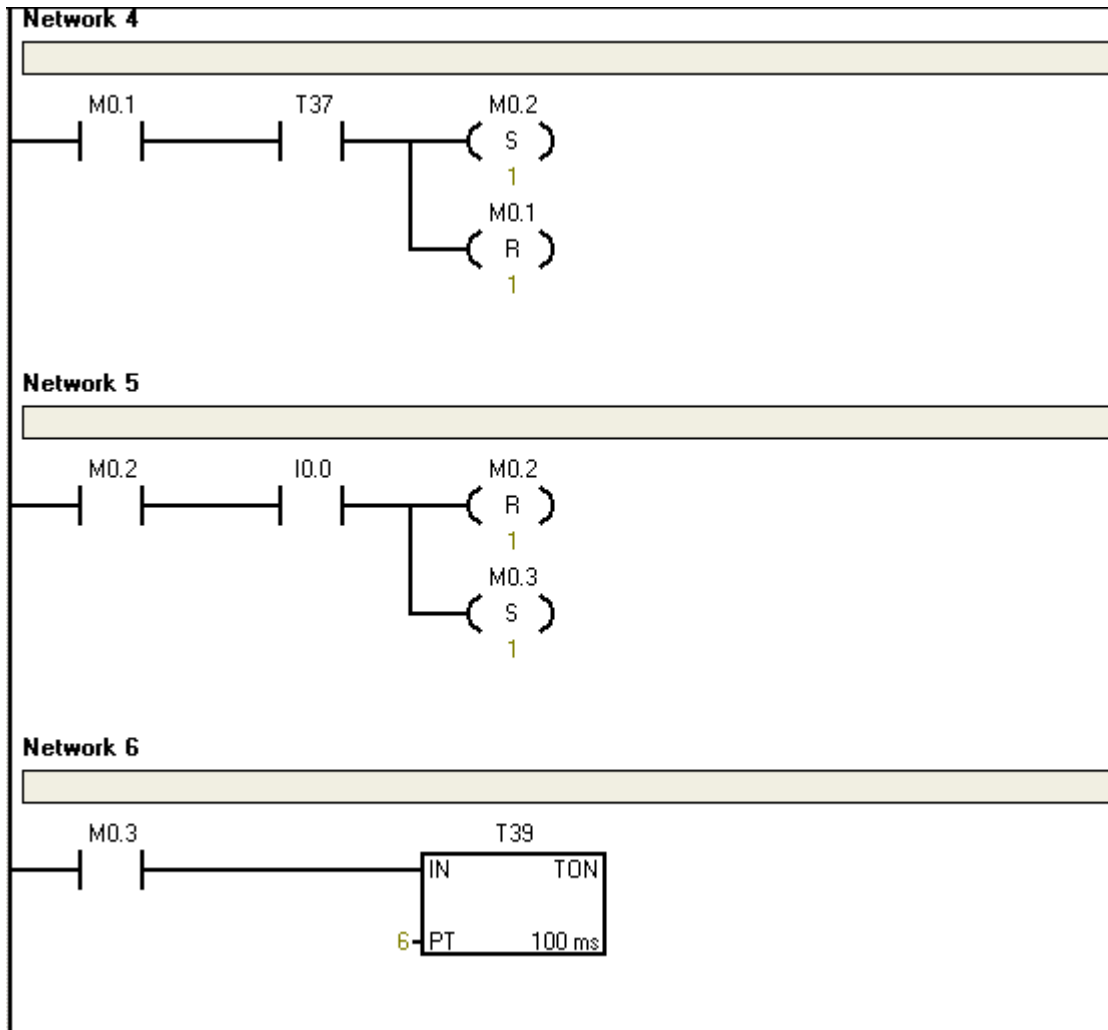 Network 4
M0.1 T37 M0.2
S
1
M0.1
R
1
Network 5
M0.2 I0.0 M0.2
R
1
M0.3
S
1
Network 6
M0.3 T39
IN TON
6 PT 100 ms